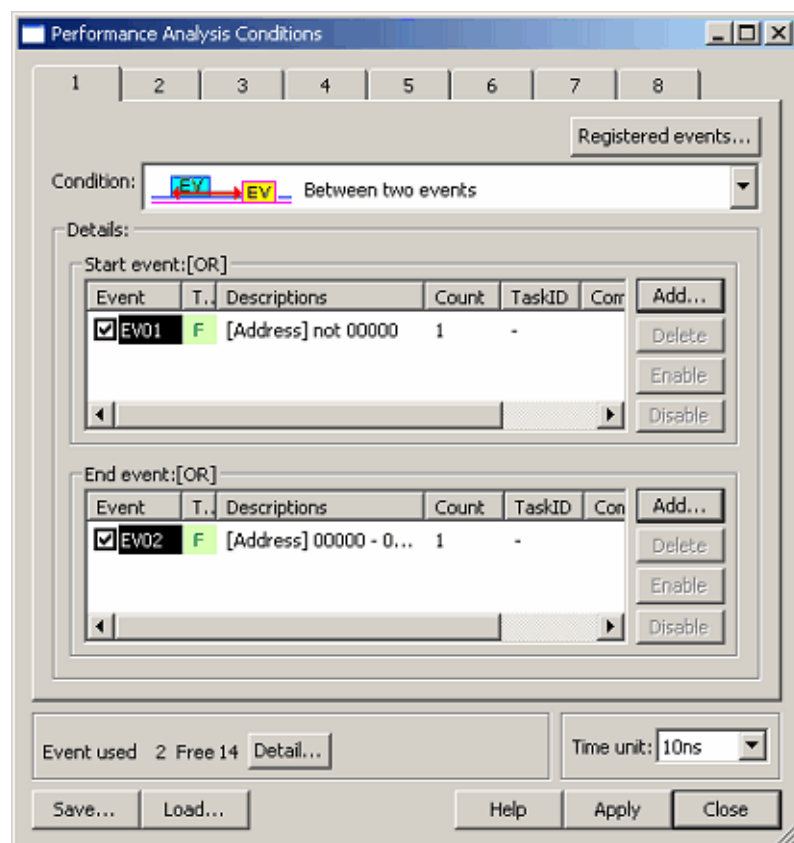 Performance Analysis Conditions
1 2 3 4 5 6 7 8
Registered events...
Condition: EV EV Between two events
Details:
Start event:[OR]
Event T.. Descriptions Count TaskID Com Add...
EV01 F [Address] not 00000 1 - Delete
Enable
Disable
End event:[OR]
Event T.. Descriptions Count TaskID Con Add...
EV02 F [Address] 00000 - 0... 1 - Delete
Enable
Disable
Event used 2 Free 14 Detail... Time unit: 10ns
Save... Load... Help Apply Close